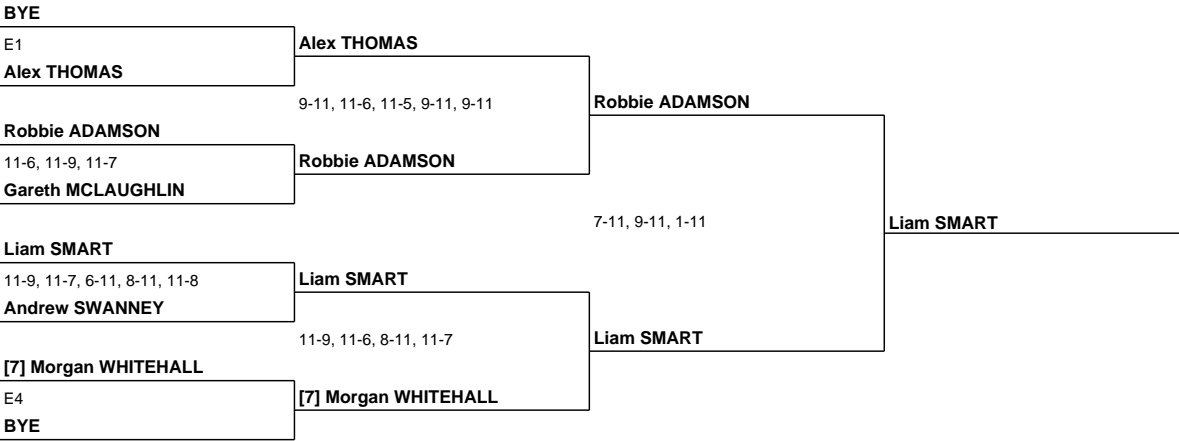 BYE
E1
Alex THOMAS
Alex THOMAS
9-11, 11-6, 11-5, 9-11, 9-11
Robbie ADAMSON
Robbie ADAMSON
11-6, 11-9, 11-7
Robbie ADAMSON
Gareth MCLAUGHLIN
7-11, 9-11, 1-11
Liam SMART
Liam SMART
11-9, 11-7, 6-11, 8-11, 11-8
Liam SMART
Andrew SWANNEY
11-9, 11-6, 8-11, 11-7
Liam SMART
[7] Morgan WHITEHALL
E4
[7] Morgan WHITEHALL
BYE